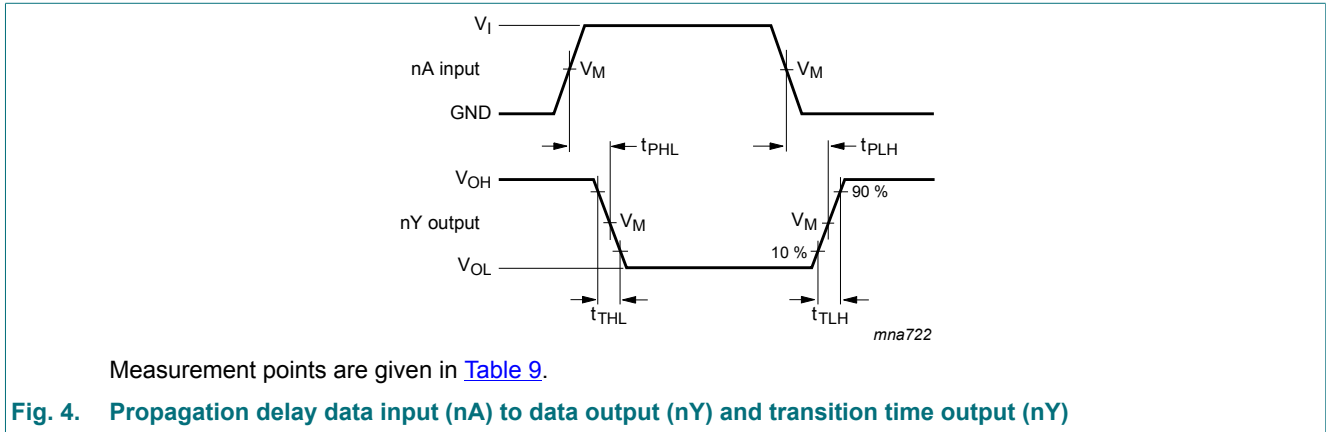 V_I
V_M
V_M
nA input
GND
t_PHL
t_PLH
V_OH
90 %
nY output
V_M
V_M
10 %
V_OL
t_THL
t_TLH
mna722
Measurement points are given in Table 9.
Fig. 4. Propagation delay data input (nA) to data output (nY) and transition time output (nY)